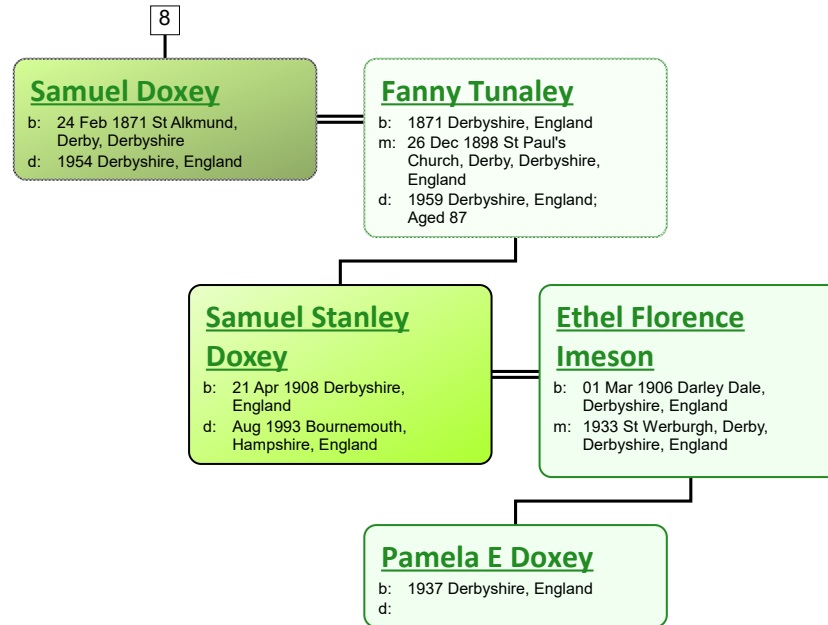 8
Samuel Doxey
b: 24 Feb 1871 St Alkmund,
Derby, Derbyshire
d: 1954 Derbyshire, England
Fanny Tunaley
b: 1871 Derbyshire, England
m: 26 Dec 1898 St Paul's
Church, Derby, Derbyshire,
England
d: 1959 Derbyshire, England;
Aged 87
Samuel Stanley
Doxey
b: 21 Apr 1908 Derbyshire,
England
d: Aug 1993 Bournemouth,
Hampshire, England
Ethel Florence
Imeson
b: 01 Mar 1906 Darley Dale,
Derbyshire, England
m: 1933 St Werburgh, Derby,
Derbyshire, England
Pamela E Doxey
b: 1937 Derbyshire, England
d: